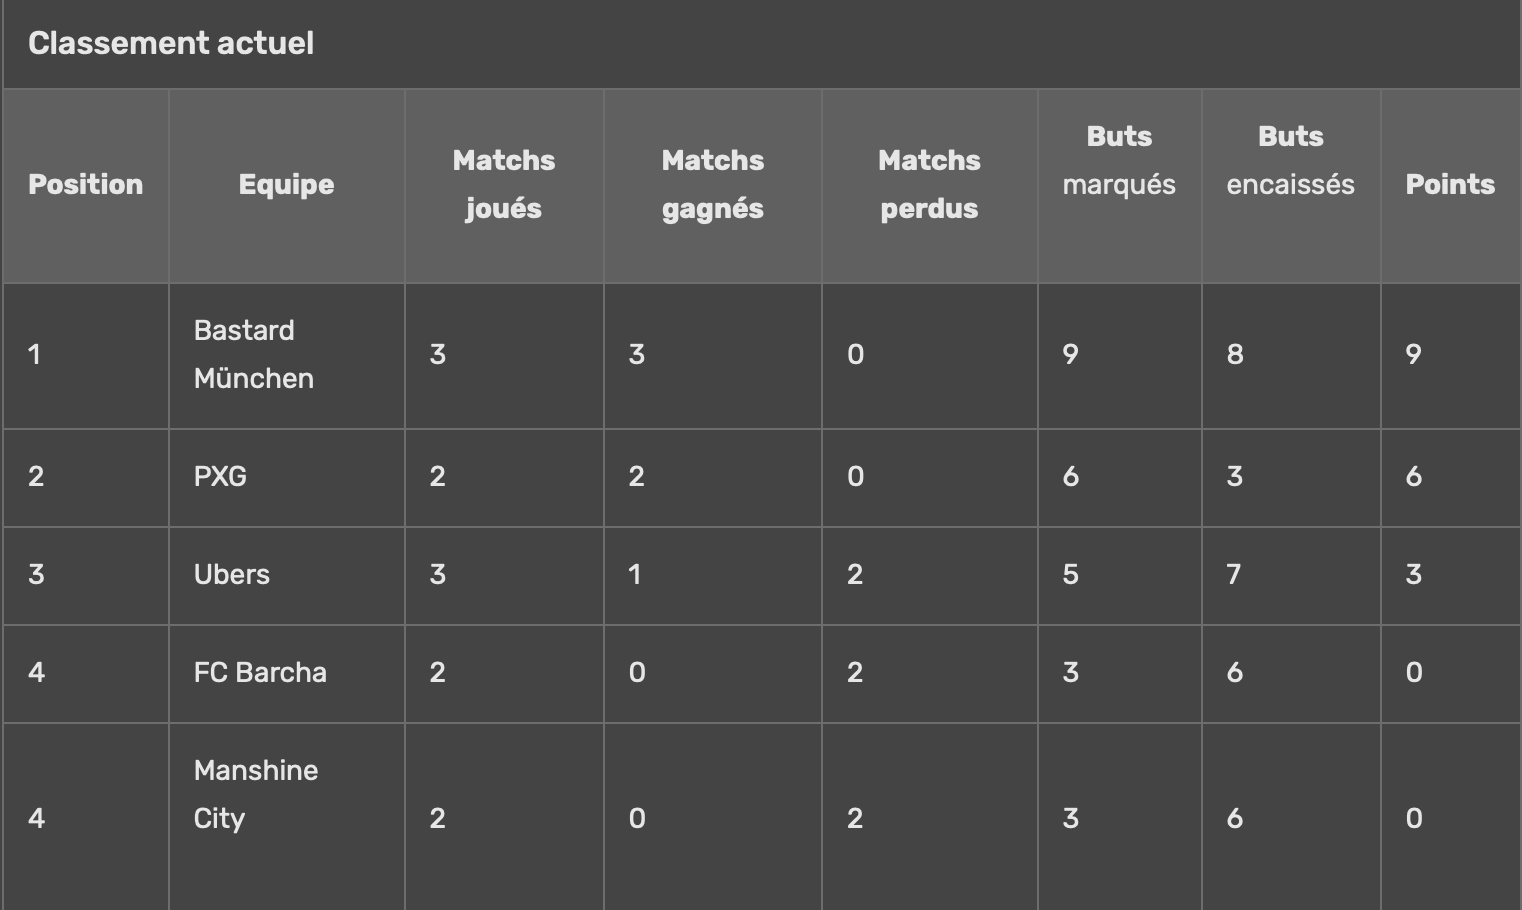 Classement actuel
Position Equipe Matchs joués Matchs gagnés Matchs perdus Buts marqués Buts encaissés Points
1 Bastard München 3 3 0 9 8 9
2 PXG 2 2 0 6 3 6
3 Ubers 3 1 2 5 7 3
4 FC Barcha 2 0 2 3 6 0
4 Manshine City 2 0 2 3 6 0